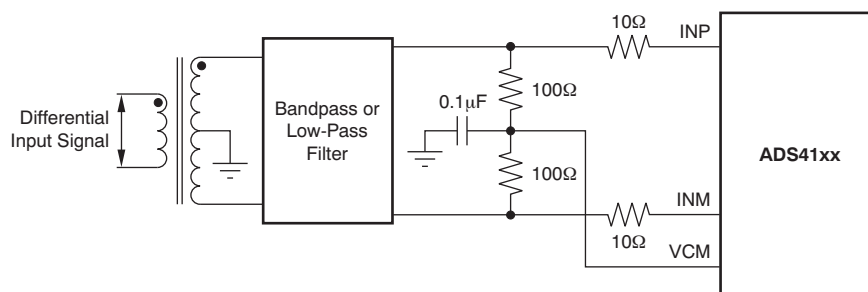 10Ω
INP
0.1μF
100Ω
Differential
Input Signal
Bandpass or
Low-Pass
Filter
ADS41xx
100Ω
INM
10Ω
VCM